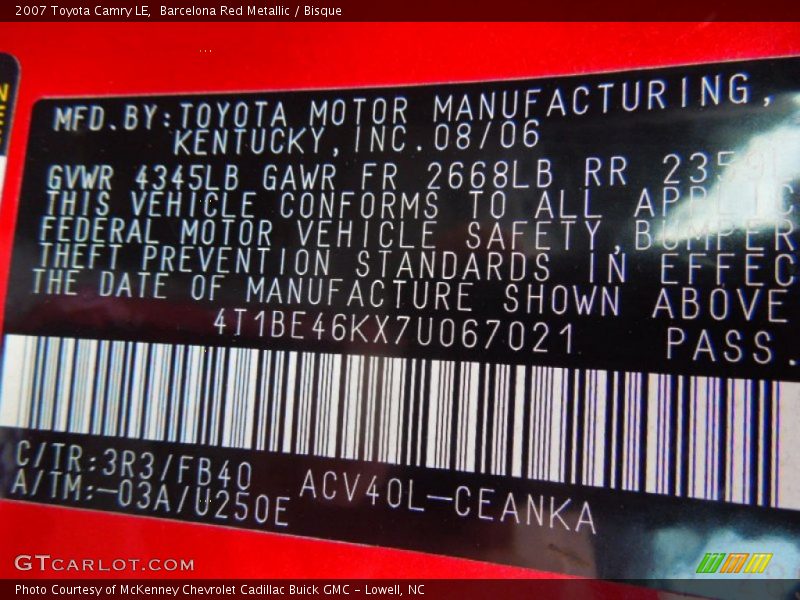 2007 Toyota Camry LE,  Barcelona Red Metallic / Bisque
MFD.BY:TOYOTA MOTOR MANUFACTURING,
KENTUCKY,INC.08/06
GVWR 4345LB GAWR FR 2668LB RR
THIS VEHICLE CONFORMS TO ALL
FEDERAL MOTOR VEHICLE SAFETY,BUMPER
THEFT PREVENTION STANDARDS IN EFFEC
THE DATE OF MANUFACTURE SHOWN ABOVE
4T1BE46KX7U067021 PASS.
C/TR:3R3/FB40
A/TM:-03A/U250E
ACV40L-CEANKA
GTCARLOT.COM
Photo Courtesy of McKenney Chevrolet Cadillac Buick GMC - Lowell, NC